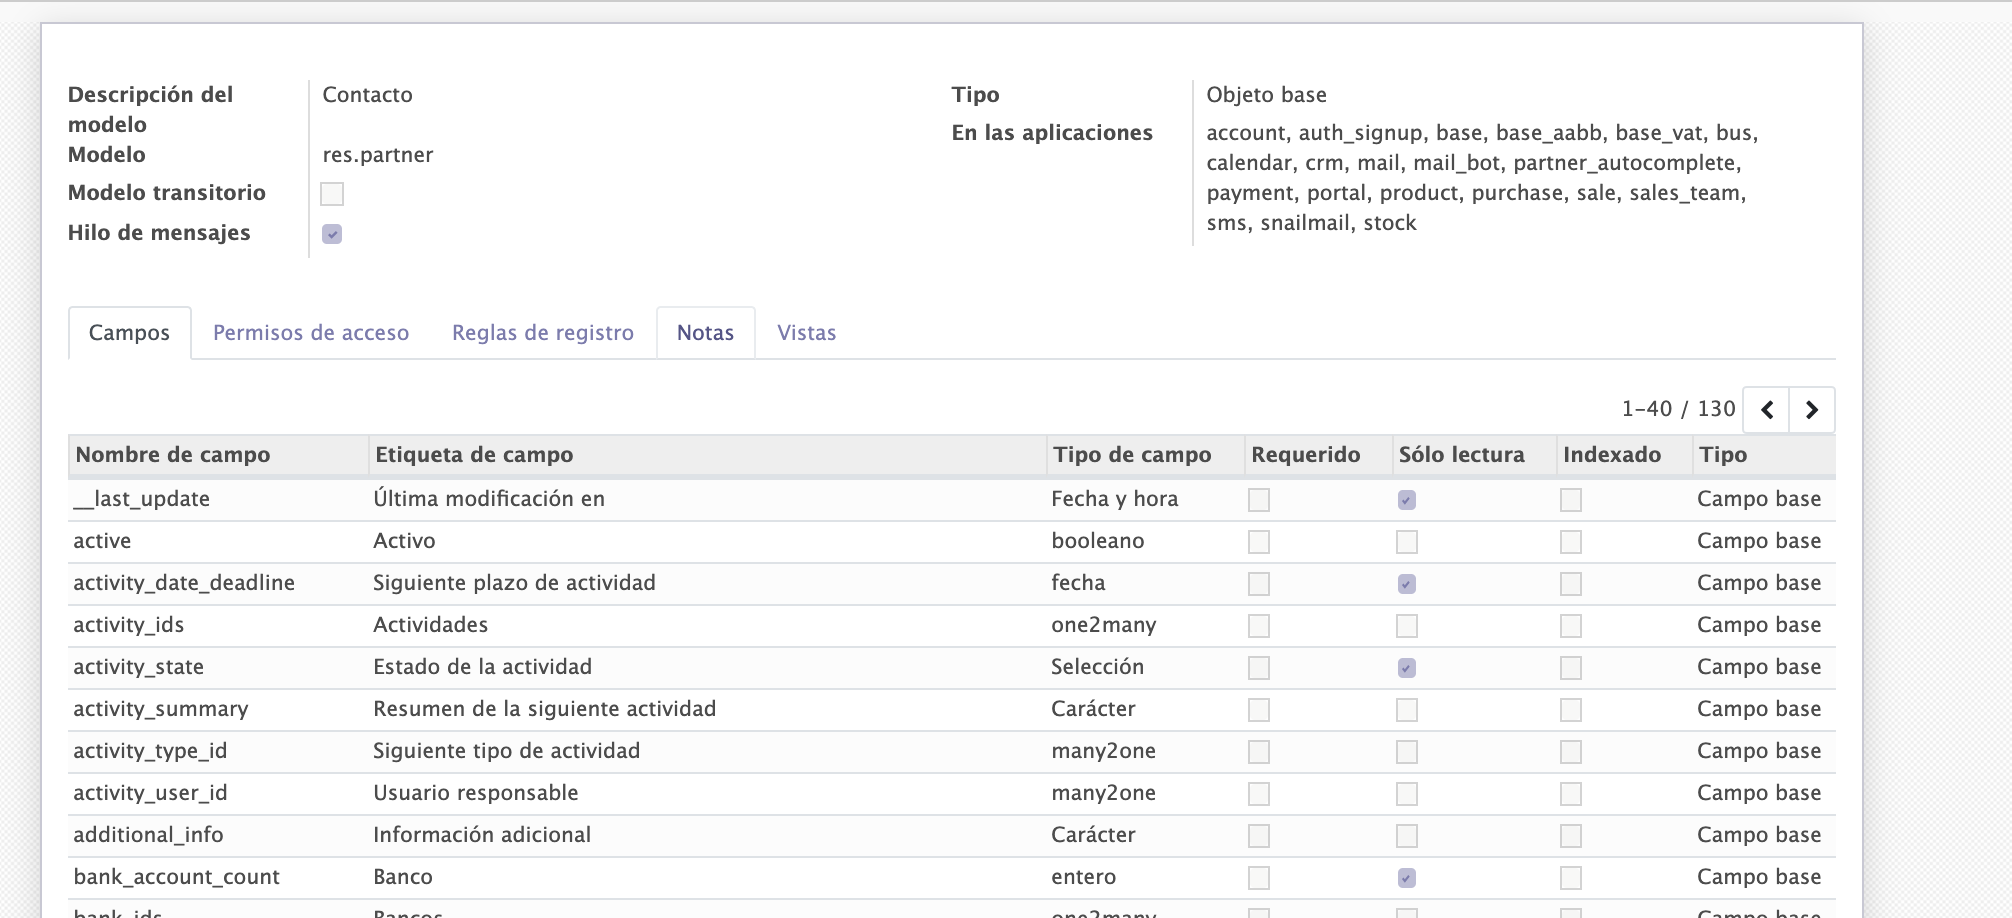 Descripción del modelo
Contacto
Modelo
res.partner
Modelo transitorio
Hilo de mensajes
Tipo
Objeto base
En las aplicaciones
account, auth_signup, base, base_aabb, base_vat, bus,
calendar, crm, mail, mail_bot, partner_autocomplete,
payment, portal, product, purchase, sale, sales_team,
sms, snailmail, stock
Campos Permisos de acceso Reglas de registro Notas Vistas
1-40 / 130
Nombre de campo Etiqueta de campo Tipo de campo Requerido Sólo lectura Indexado Tipo
__last_update Última modificación en Fecha y hora Campo base
active Activo booleano Campo base
activity_date_deadline Siguiente plazo de actividad fecha Campo base
activity_ids Actividades one2many Campo base
activity_state Estado de la actividad Selección Campo base
activity_summary Resumen de la siguiente actividad Carácter Campo base
activity_type_id Siguiente tipo de actividad many2one Campo base
activity_user_id Usuario responsable many2one Campo base
additional_info Información adicional Carácter Campo base
bank_account_count Banco entero Campo base
bank_ids Bancos one2many Campo base